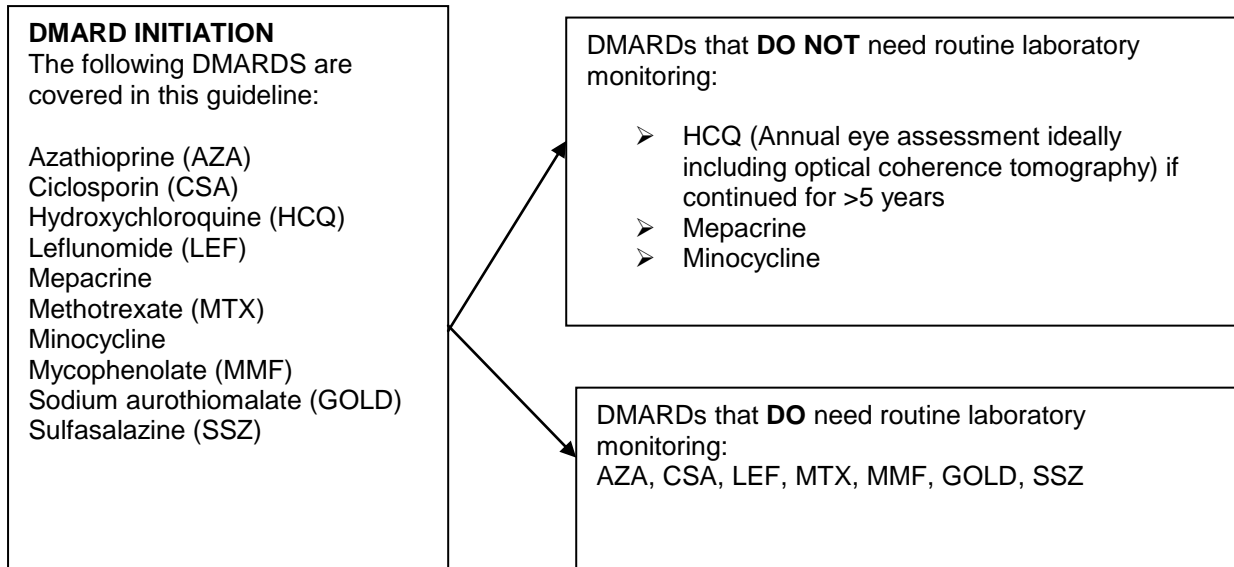 DMARD INITIATION
The following DMARDS are
covered in this guideline:
Azathioprine (AZA)
Ciclosporin (CSA)
Hydroxychloroquine (HCQ)
Leflunomide (LEF)
Mepacrine
Methotrexate (MTX)
Minocycline
Mycophenolate (MMF)
Sodium aurothiomalate (GOLD)
Sulfasalazine (SSZ)
DMARDs that DO NOT need routine laboratory
monitoring:
➢ HCQ (Annual eye assessment ideally
including optical coherence tomography) if
continued for >5 years
➢ Mepacrine
➢ Minocycline
DMARDs that DO need routine laboratory
monitoring:
AZA, CSA, LEF, MTX, MMF, GOLD, SSZ